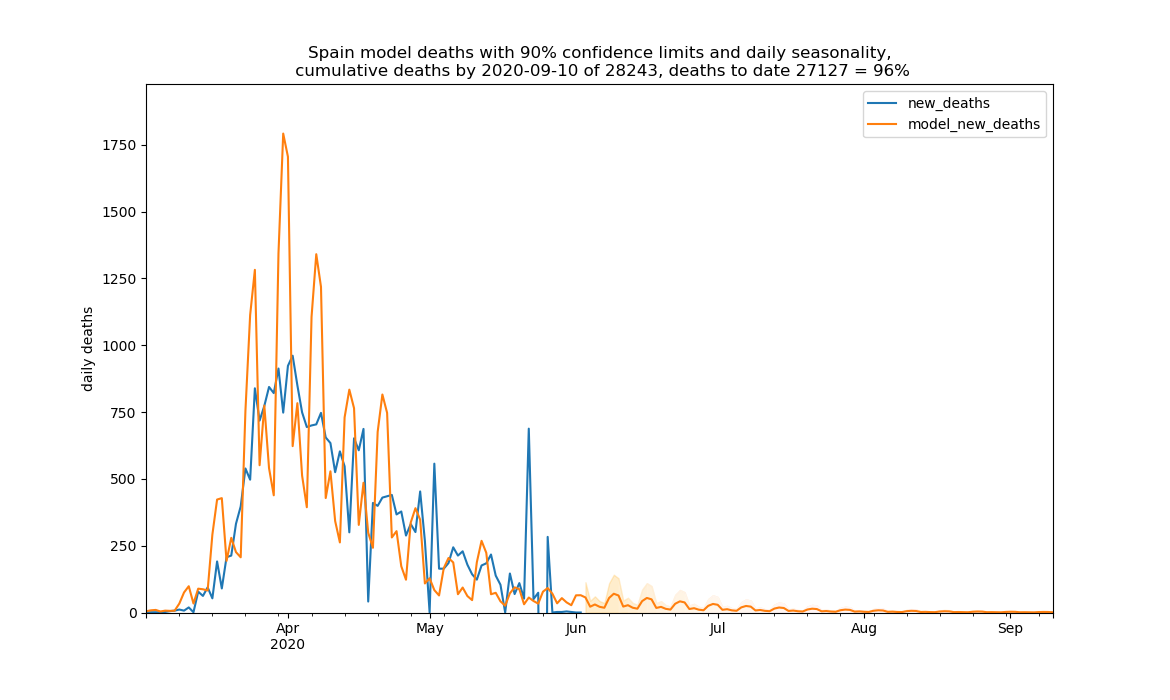 Spain model deaths with 90% confidence limits and daily seasonality,
cumulative deaths by 2020-09-10 of 28243, deaths to date 27127 = 96%
new_deaths
model_new_deaths
1750
1500
1250
1000
750
500
250
0
daily deaths
Apr
2020
May
Jun
Jul
Aug
Sep